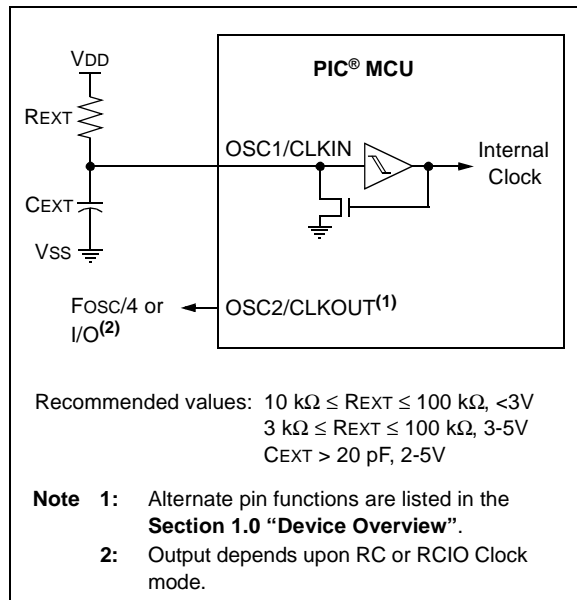 VDD
PIC® MCU
REXT
OSC1/CLKIN
Internal
Clock
CEXT
VSS
FOSC/4 or
I/O(2)
OSC2/CLKOUT(1)
Recommended values: 10 kΩ ≤ REXT ≤ 100 kΩ, <3V
3 kΩ ≤ REXT ≤ 100 kΩ, 3-5V
CEXT > 20 pF, 2-5V
Note 1: Alternate pin functions are listed in the
Section 1.0 “Device Overview”.
2: Output depends upon RC or RCIO Clock
mode.